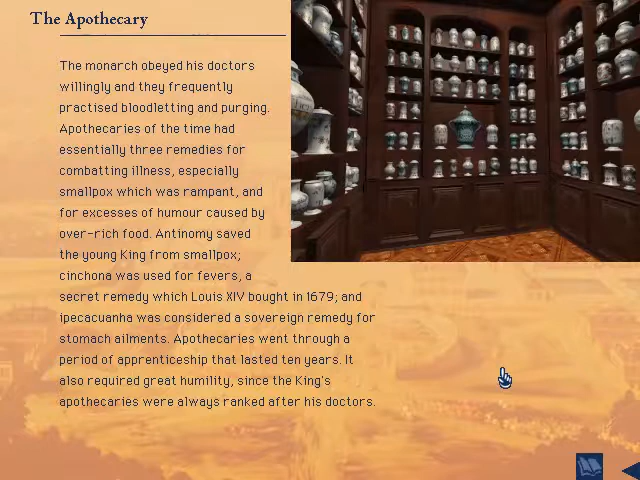 The Apothecary
The monarch obeyed his doctors
willingly and they frequently
practised bloodletting and purging.
Apothecaries of the time had
essentially three remedies for
combatting illness, especially
smallpox which was rampant, and
for excesses of humour caused by
over-rich food. Antinomy saved
the young King from smallpox;
cinchona was used for fevers, a
secret remedy which Louis XIV bought in 1679; and
ipecacuanha was considered a sovereign remedy for
stomach ailments. Apothecaries went through a
period of apprenticeship that lasted ten years. It
also required great humility, since the King's
apothecaries were always ranked after his doctors.